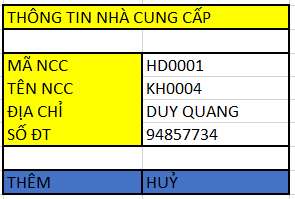 THÔNG TIN NHÀ CUNG CẤP
MÃ NCC HD0001
TÊN NCC KH0004
ĐỊA CHỈ DUY QUANG
SỐ ĐT 94857734
THÊM HUỶ